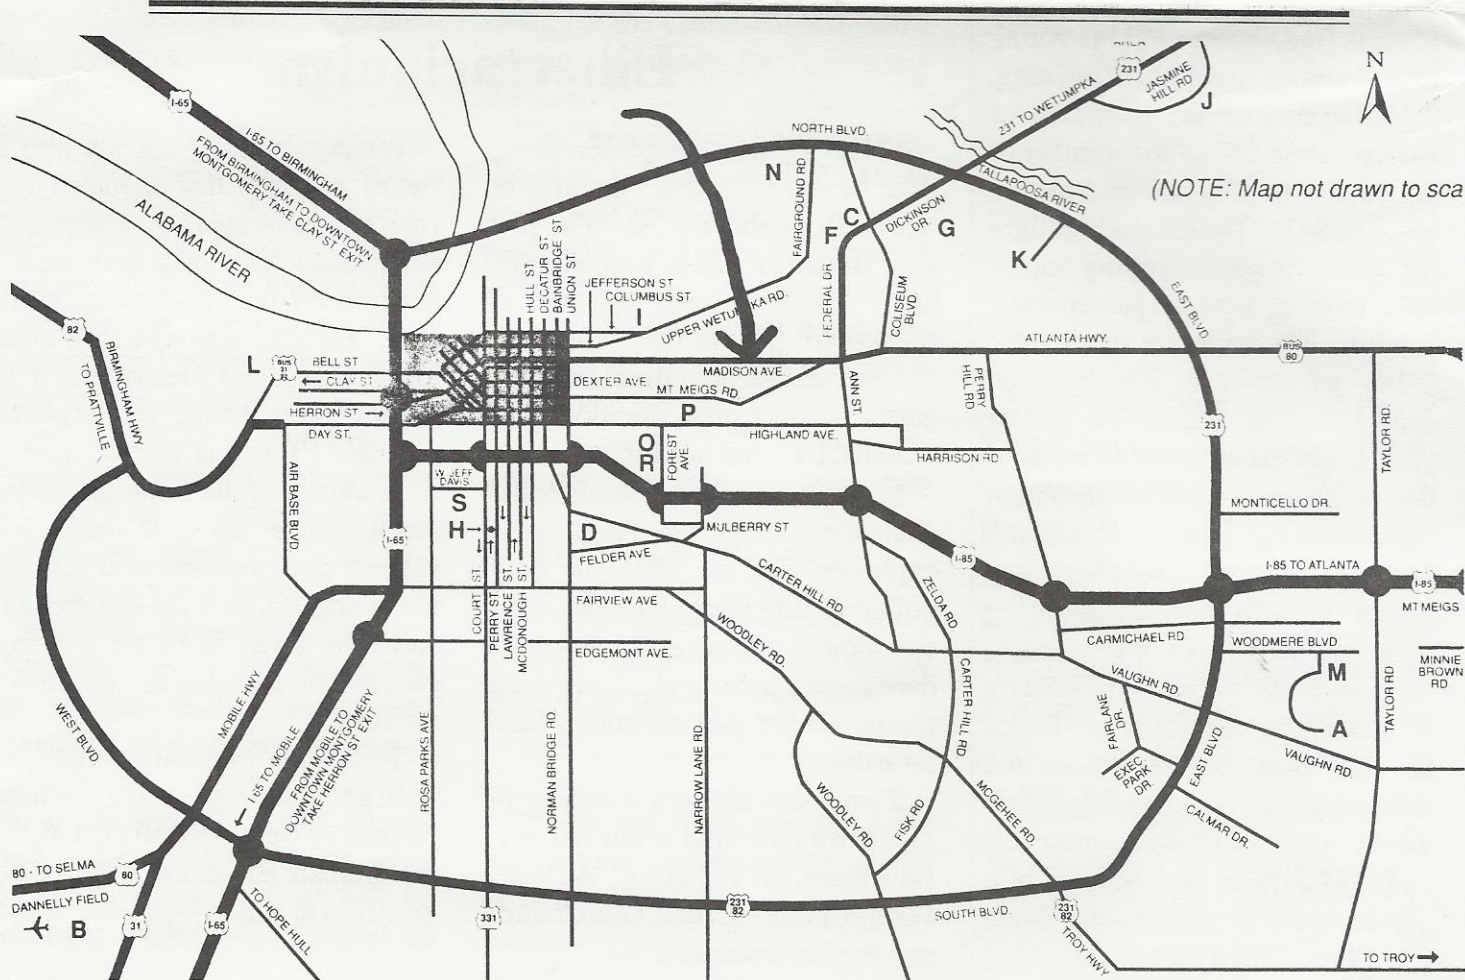 AREA
231
JASMINE
HILL RD
J
N
231 TO WETUMPKA
I-65
I-65 TO BIRMINGHAM
FROM BIRMINGHAM TO DOWNTOWN
MONTGOMERY TAKE CLAY ST. EXIT
NORTH BLVD.
N
FAIRGROUND RD
TALLAPOOSA RIVER
(NOTE: Map not drawn to sca
ALABAMA RIVER
C
F
DICKINSON
DR.
G
K
HULL ST
DECATUR ST
BAINBRIDGE ST
UNION ST.
JEFFERSON ST
COLUMBUS ST
UPPER WETUMPKA RD.
FEDERAL DR
COLISEUM
BLVD
EAST BLVD
82
BIRMINGHAM HWY
TO PRATTVILLE
L
BUS
31
82
BELL ST
CLAY ST
HERRON ST
DAY ST.
MADISON AVE.
DEXTER AVE.
MT MEIGS RD.
P
ATLANTA HWY.
BUS
80
ANN ST.
PERRY
HILL RD
231
TAYLOR RD.
HIGHLAND AVE.
HARRISON RD
O
R
FOREST
AVE.
W JEFF
DAVIS
S
H
D
AIR BASE BLVD.
I-65
MULBERRY ST
FELDER AVE
MONTICELLO DR.
I-85
I-85 TO ATLANTA
I-85
MT MEIGS
CARTER HILL RD
ZELDA RD
COURT ST.
PERRY ST
LAWRENCE ST.
MCDONOUGH ST.
FAIRVIEW AVE
EDGEMONT AVE.
WOODLEY RD.
CARMICHAEL RD
WOODMERE BLVD
MINNIE
BROWN
RD
M
A
VAUGHN RD
FAIRLANE
DR.
CARTER HILL RD
TAYLOR RD
VAUGHN RD.
EXEC.
PARK
DR.
EAST BLVD.
CALMAR DR.
MCGEHEE RD.
WEST BLVD.
MOBILE HWY
I-65 TO MOBILE
FROM MOBILE TO
DOWNTOWN MONTGOMERY
TAKE HERRON ST EXIT
ROSA PARKS AVE
NORMAN BRIDGE RD
NARROW LANE RD
WOODLEY RD
FISK RD
80 - TO SELMA
80
DANNELLY FIELD
B
31
I-65
TO HOPE HULL
331
231
82
SOUTH BLVD.
231
82
TROY HWY
TO TROY